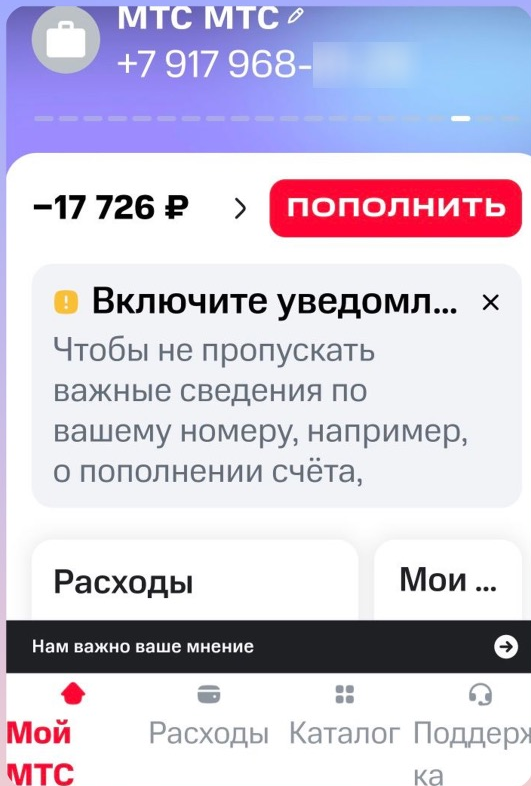 МТС МТС
+7 917 968-
−17 726 ₽
ПОПОЛНИТЬ
Включите уведомл...
Чтобы не пропускать
важные сведения по
вашему номеру, например,
о пополнении счёта,
Расходы
Мои ...
Нам важно ваше мнение
Мой
МТС
Расходы
Каталог
Поддерж
ка